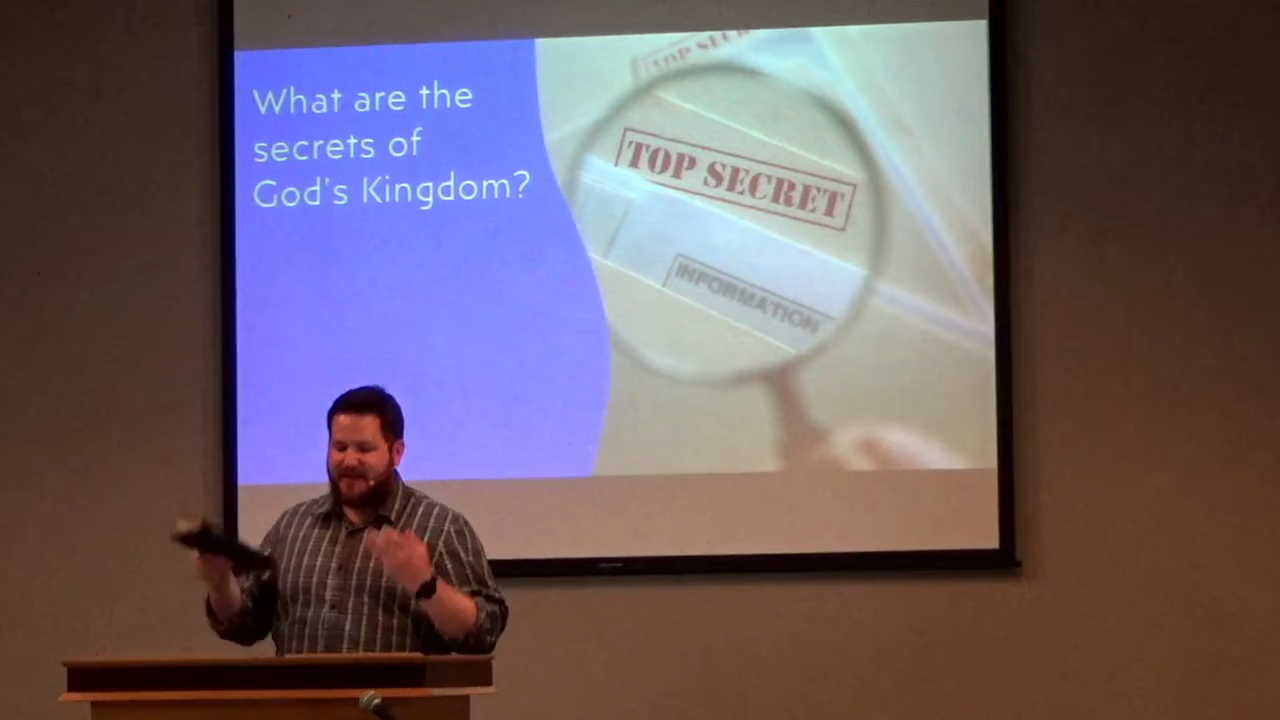 What are the
secrets of
God's Kingdom?
TOP SECRET
TOP SECRET
INFORMATION